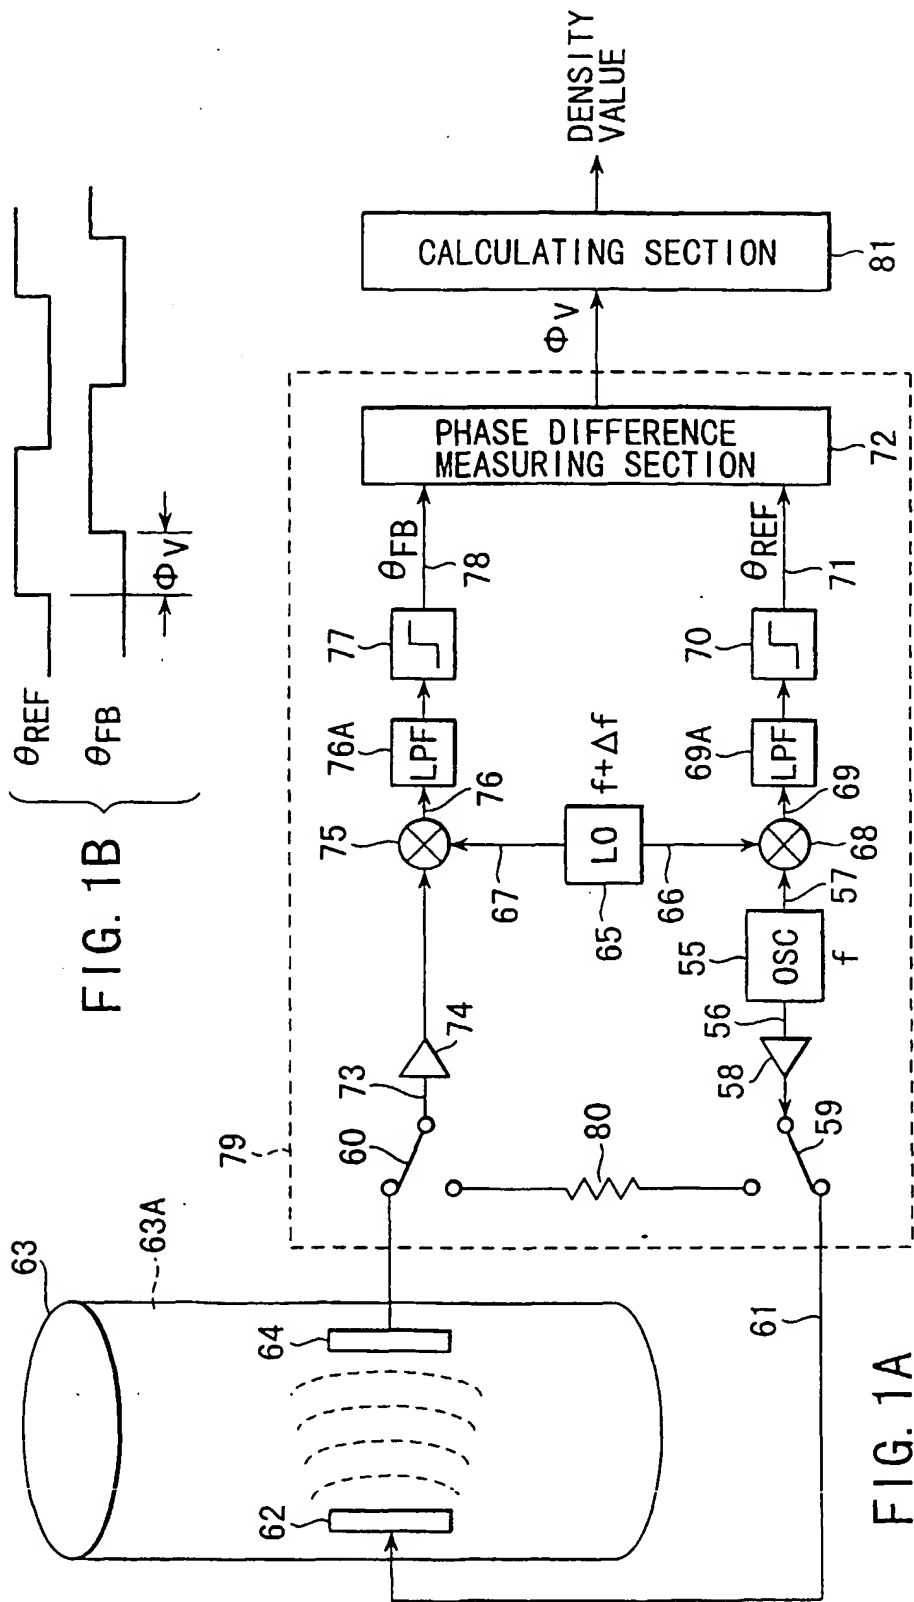 FIG. 1B
θREF
θFB
ΦV
63
63A
62
64
61
79
60
73
74
75
76
76A
LPF
77
θFB
78
67
LO
65
66
f+Δf
80
59
58
56
55
OSC
f
57
68
69
69A
LPF
70
θREF
71
PHASE DIFFERENCE
MEASURING SECTION
72
ΦV
CALCULATING SECTION
81
DENSITY
VALUE
FIG. 1A